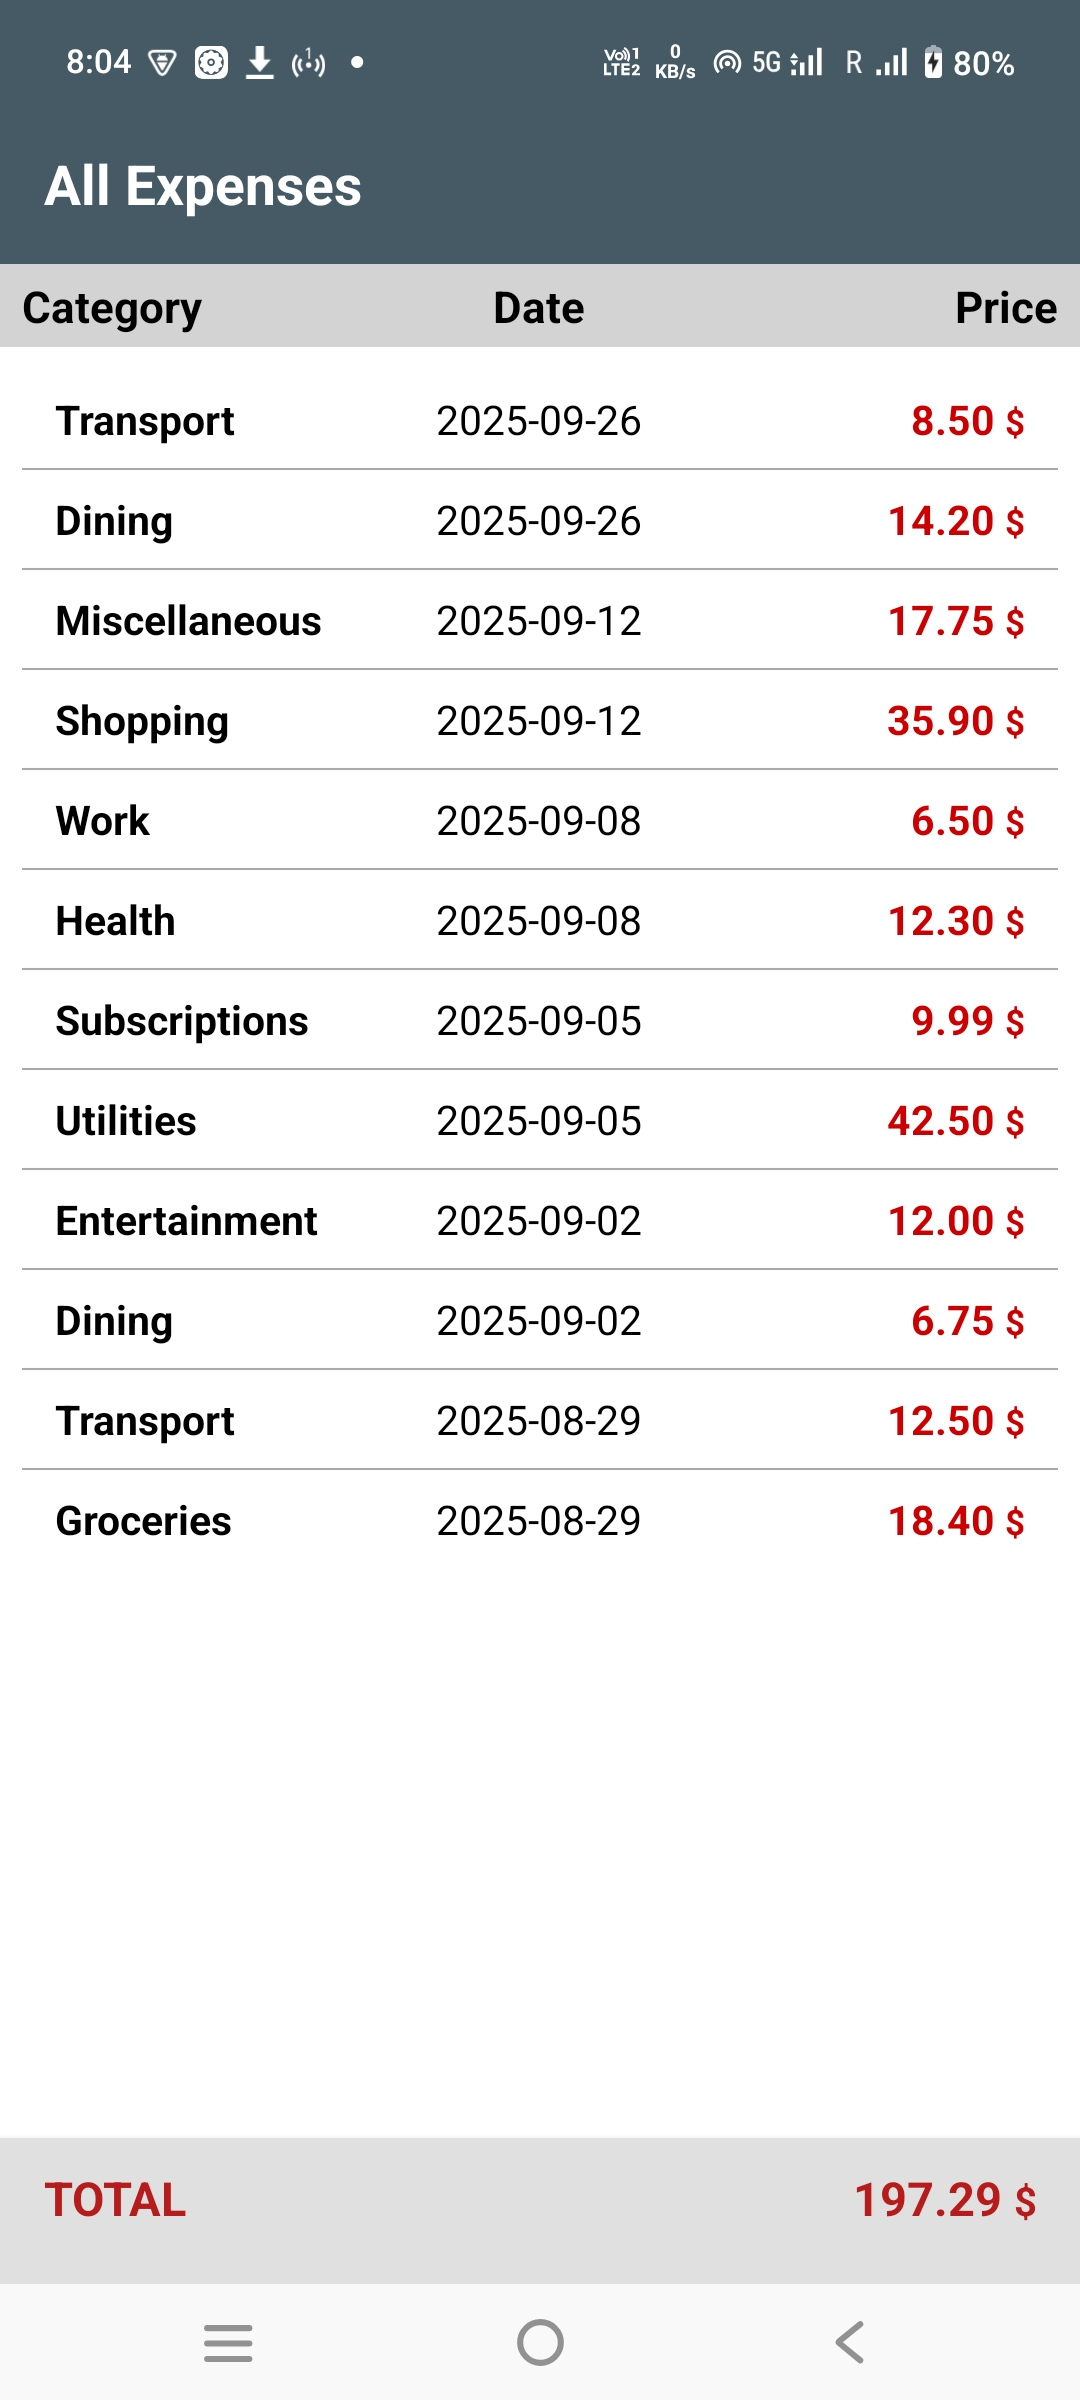 8:04 1 Vo)) 1 LTE2 0 KB/s 5G R 80%
All Expenses
Category Date Price
Transport 2025-09-26 8.50 $
Dining 2025-09-26 14.20 $
Miscellaneous 2025-09-12 17.75 $
Shopping 2025-09-12 35.90 $
Work 2025-09-08 6.50 $
Health 2025-09-08 12.30 $
Subscriptions 2025-09-05 9.99 $
Utilities 2025-09-05 42.50 $
Entertainment 2025-09-02 12.00 $
Dining 2025-09-02 6.75 $
Transport 2025-08-29 12.50 $
Groceries 2025-08-29 18.40 $
TOTAL 197.29 $